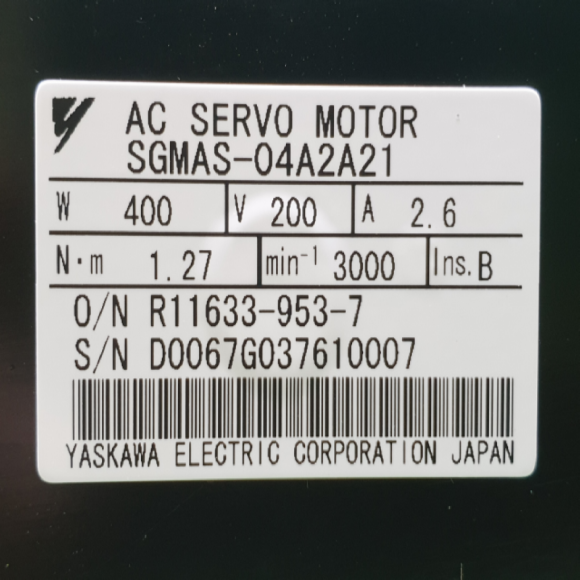 AC SERVO MOTOR
SGMAS-04A2A21
W 400 V 200 A 2.6
N·m 1.27 min⁻¹ 3000 Ins. B
O/N R11633-953-7
S/N D0067G037610007
YASKAWA ELECTRIC CORPORATION JAPAN